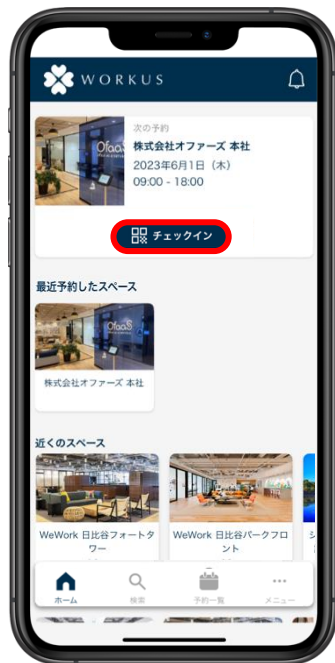 WORKUS
次の予約
株式会社オファーズ 本社
2023年6月1日（木）
09:00 - 18:00
チェックイン
最近予約したスペース
株式会社オファーズ 本社
近くのスペース
WeWork 日比谷フォートタ
ワー
WeWork 日比谷パークフロ
ント
ホーム
検索
予約一覧
メニュー